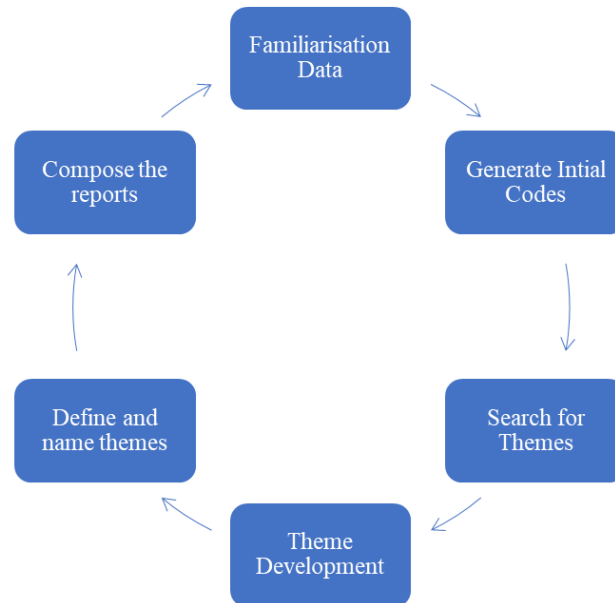 Familiarisation
Data
Generate Intial
Codes
Search for
Themes
Theme
Development
Define and
name themes
Compose the
reports